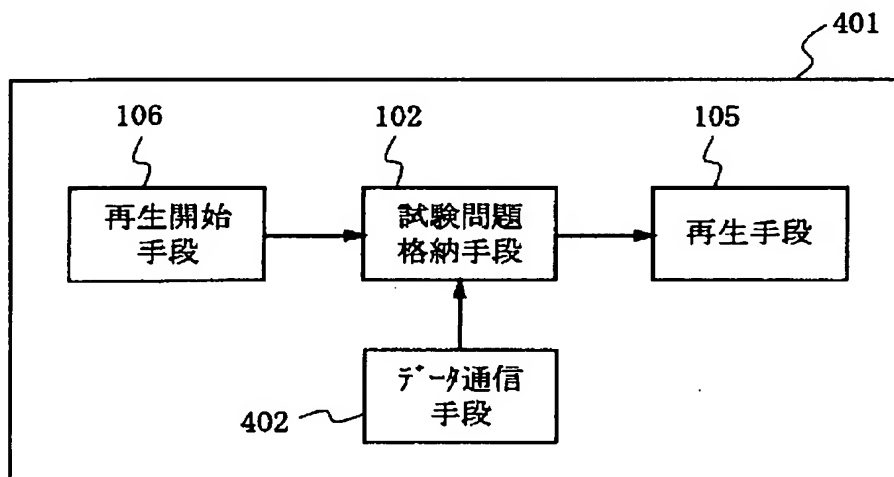 401
106
102
105
再生開始
手段
試験問題
格納手段
再生手段
データ通信
手段
402